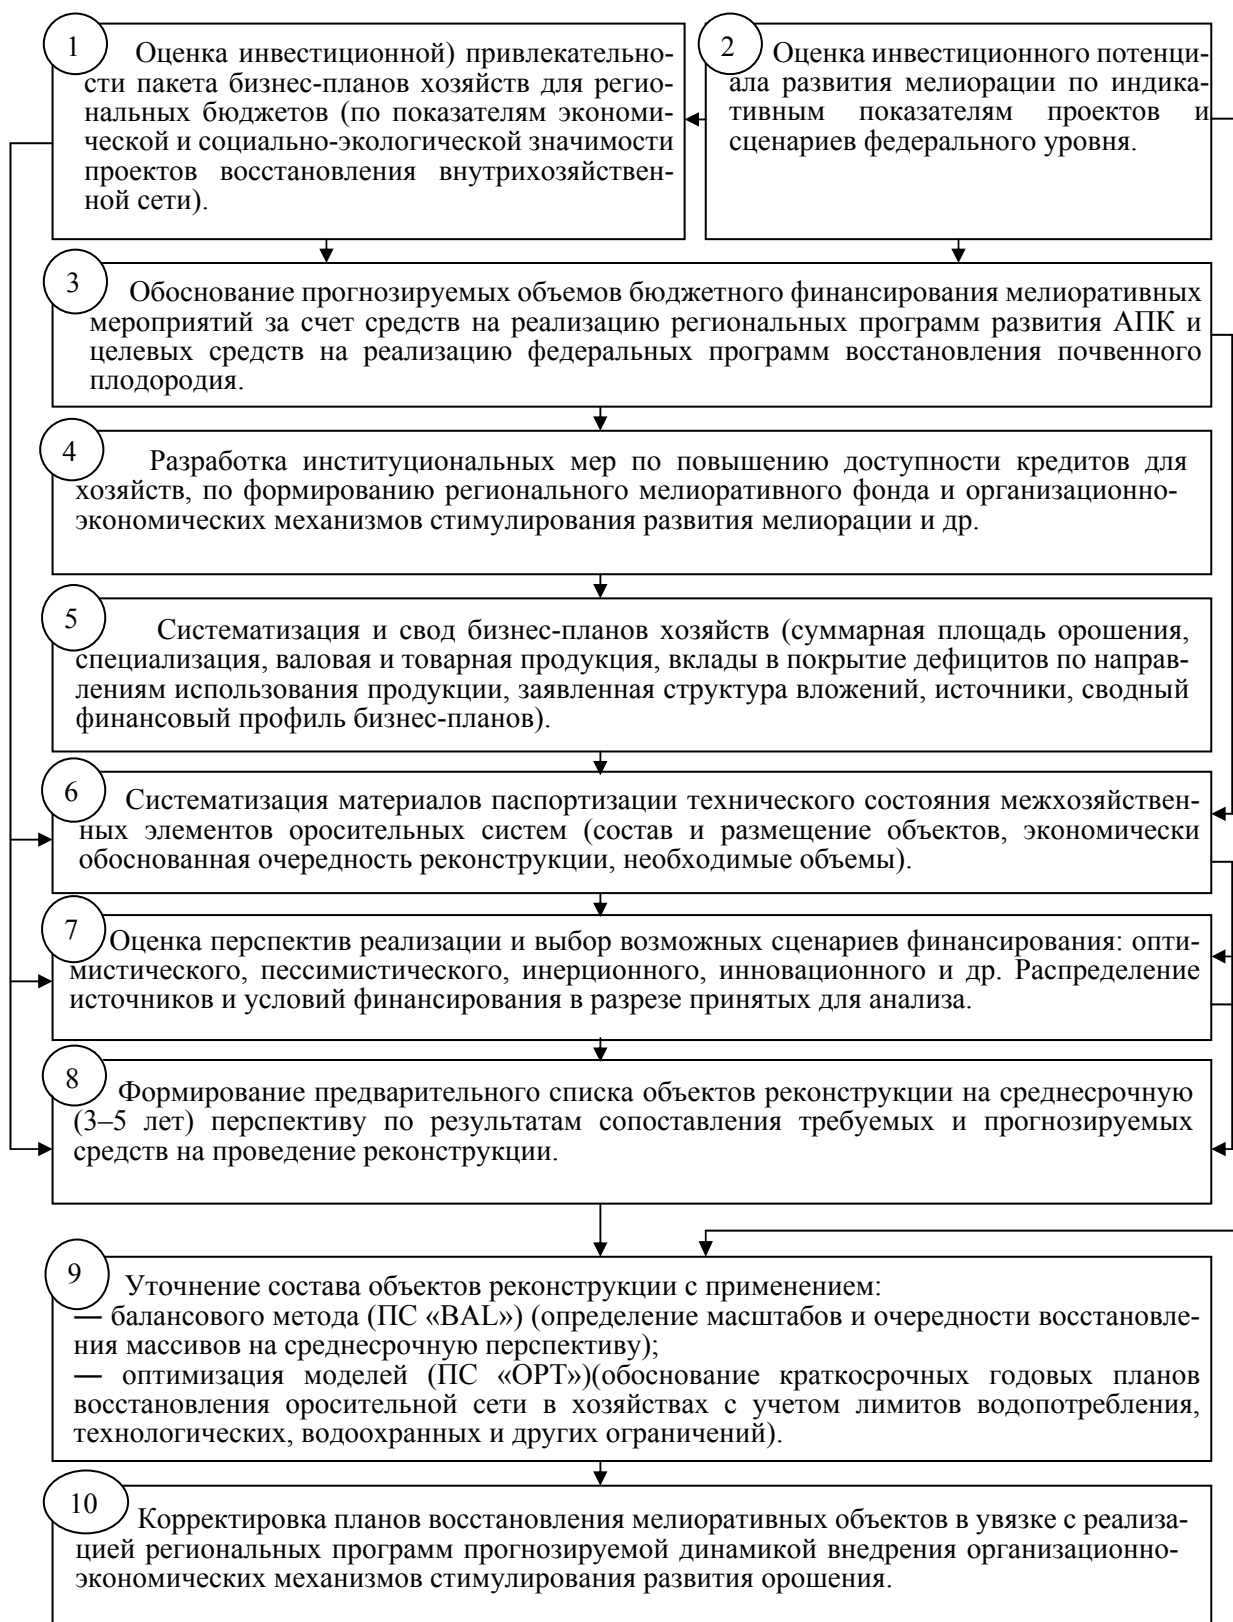 1
Оценка инвестиционной) привлекательно-
сти пакета бизнес-планов хозяйств для реги-
ональных бюджетов (по показателям экономи-
ческой и социально-экологической значимости
проектов восстановления внутрихозяйствен-
ной сети).
2
Оценка инвестиционного потенци-
ала развития мелиорации по индика-
тивным показателям проектов и
сценариев федерального уровня.
3
Обоснование прогнозируемых объемов бюджетного финансирования мелиоративных
мероприятий за счет средств на реализацию региональных программ развития АПК и
целевых средств на реализацию федеральных программ восстановления почвенного
плодородия.
4
Разработка институциональных мер по повышению доступности кредитов для
хозяйств, по формированию регионального мелиоративного фонда и организационно-
экономических механизмов стимулирования развития мелиорации и др.
5
Систематизация и свод бизнес-планов хозяйств (суммарная площадь орошения,
специализация, валовая и товарная продукция, вклады в покрытие дефицитов по направ-
лениям использования продукции, заявленная структура вложений, источники, сводный
финансовый профиль бизнес-планов).
6
Систематизация материалов паспортизации технического состояния межхозяйствен-
ных элементов оросительных систем (состав и размещение объектов, экономически
обоснованная очередность реконструкции, необходимые объемы).
7
Оценка перспектив реализации и выбор возможных сценариев финансирования: опти-
мистического, пессимистического, инерционного, инновационного и др. Распределение
источников и условий финансирования в разрезе принятых для анализа.
8
Формирование предварительного списка объектов реконструкции на среднесрочную
(3–5 лет) перспективу по результатам сопоставления требуемых и прогнозируемых
средств на проведение реконструкции.
9
Уточнение состава объектов реконструкции с применением:
— балансового метода (ПС «BAL») (определение масштабов и очередности восстановле-
ния массивов на среднесрочную перспективу);
— оптимизация моделей (ПС «OPT»)(обоснование краткосрочных годовых планов
восстановления оросительной сети в хозяйствах с учетом лимитов водопотребления,
технологических, водоохранных и других ограничений).
10
Корректировка планов восстановления мелиоративных объектов в увязке с реализа-
цией региональных программ прогнозируемой динамикой внедрения организационно-
экономических механизмов стимулирования развития орошения.